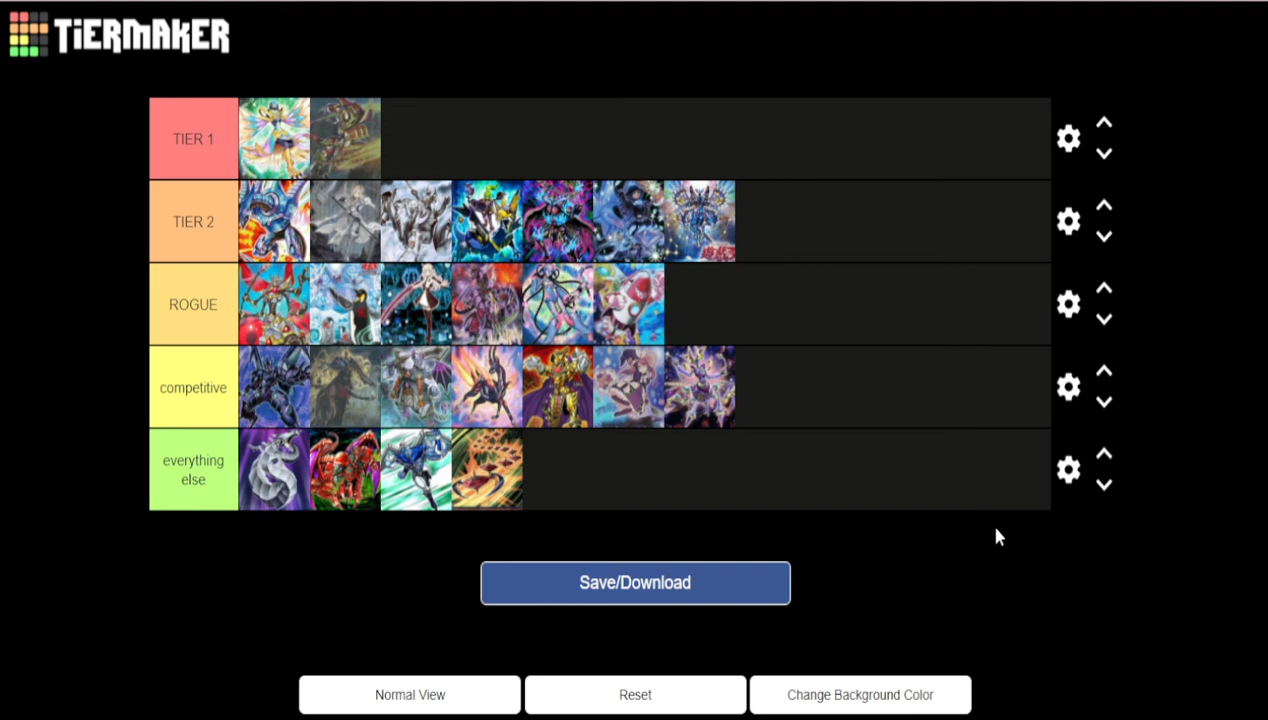 TiERMAKER
TIER 1
TIER 2
ROGUE
competitive
everything
else
Save/Download
Normal View
Reset
Change Background Color